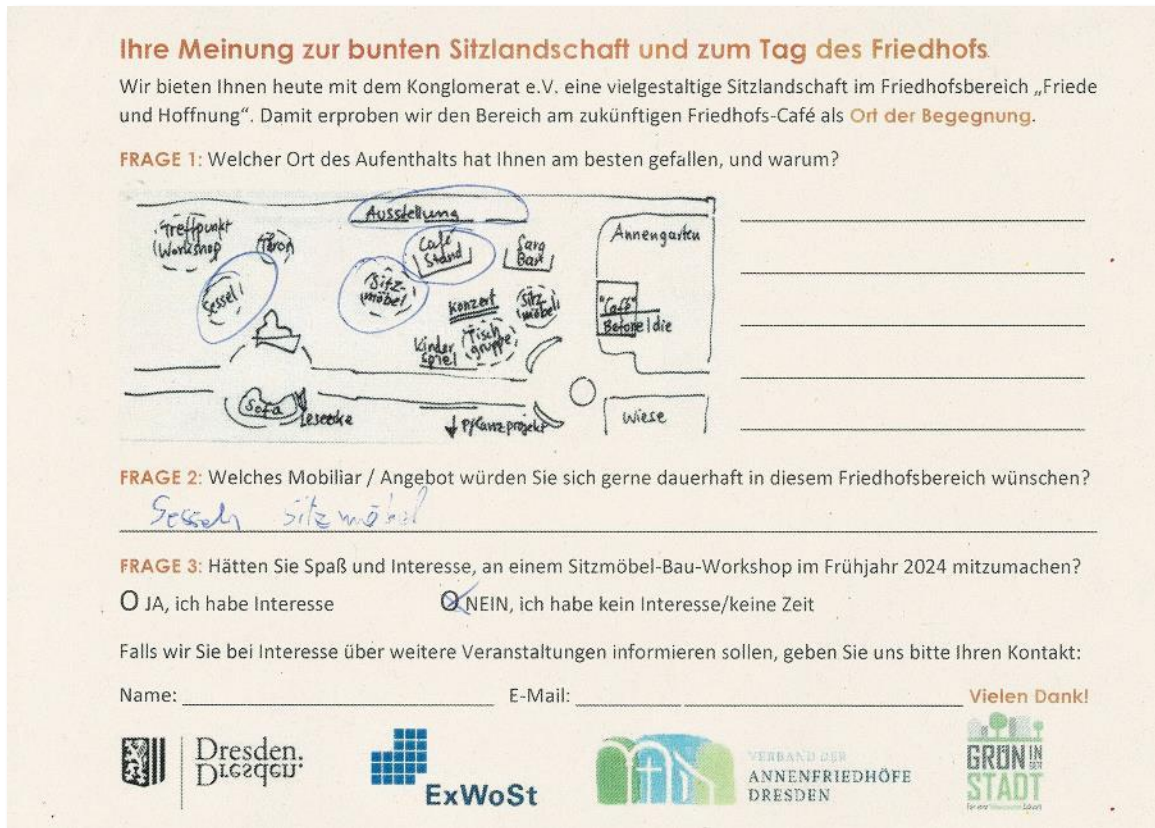 Ihre Meinung zur bunten Sitzlandschaft und zum Tag des Friedhofs
Wir bieten Ihnen heute mit dem Konglomerat e.V. eine vielgestaltige Sitzlandschaft im Friedhofsbereich „Friede
und Hoffnung“. Damit erproben wir den Bereich am zukünftigen Friedhofs-Café als Ort der Begegnung.
FRAGE 1: Welcher Ort des Aufenthalts hat Ihnen am besten gefallen, und warum?
Treffpunkt
Workshop
Ausstellung
Café
Stand
Sarg
Annengarten
Sessel
Sitz-
möbel
Konzert
Sitz
möbel
"Café"
Kinder
spiel
Tisch
gruppe
Sofa
Leseecke
Pflanzprojekt
Wiese
FRAGE 2: Welches Mobiliar / Angebot würden Sie sich gerne dauerhaft in diesem Friedhofsbereich wünschen?
Sesseln Sitzmöbel
FRAGE 3: Hätten Sie Spaß und Interesse, an einem Sitzmöbel-Bau-Workshop im Frühjahr 2024 mitzumachen?
O JA, ich habe Interesse O NEIN, ich habe kein Interesse/keine Zeit
Falls wir Sie bei Interesse über weitere Veranstaltungen informieren sollen, geben Sie uns bitte Ihren Kontakt:
Name: E-Mail: Vielen Dank!
Dresden.
Dresden.
ExWoSt
VERBAND DER
ANNENFRIEDHÖFE
DRESDEN
GRÜN IN DER
STADT